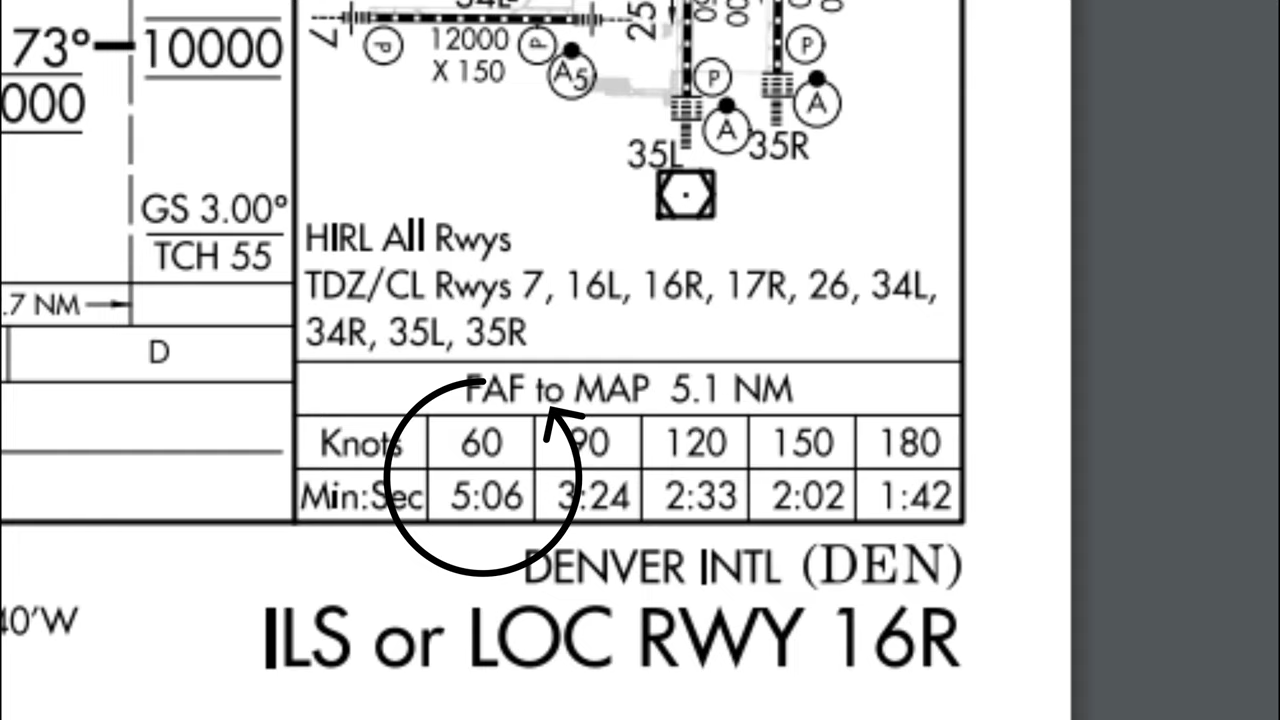 34L
25
73° 10000
000
7
P
12000
X 150
P
A5
P
A
P
A
35L
35R
GS 3.00°
TCH 55
HIRL All Rwys
TDZ/CL Rwys 7, 16L, 16R, 17R, 26, 34L,
34R, 35L, 35R
.7 NM
D
FAF to MAP 5.1 NM
Knots 60 90 120 150 180
Min:Sec 5:06 3:24 2:33 2:02 1:42
DENVER INTL (DEN)
40'W
ILS or LOC RWY 16R